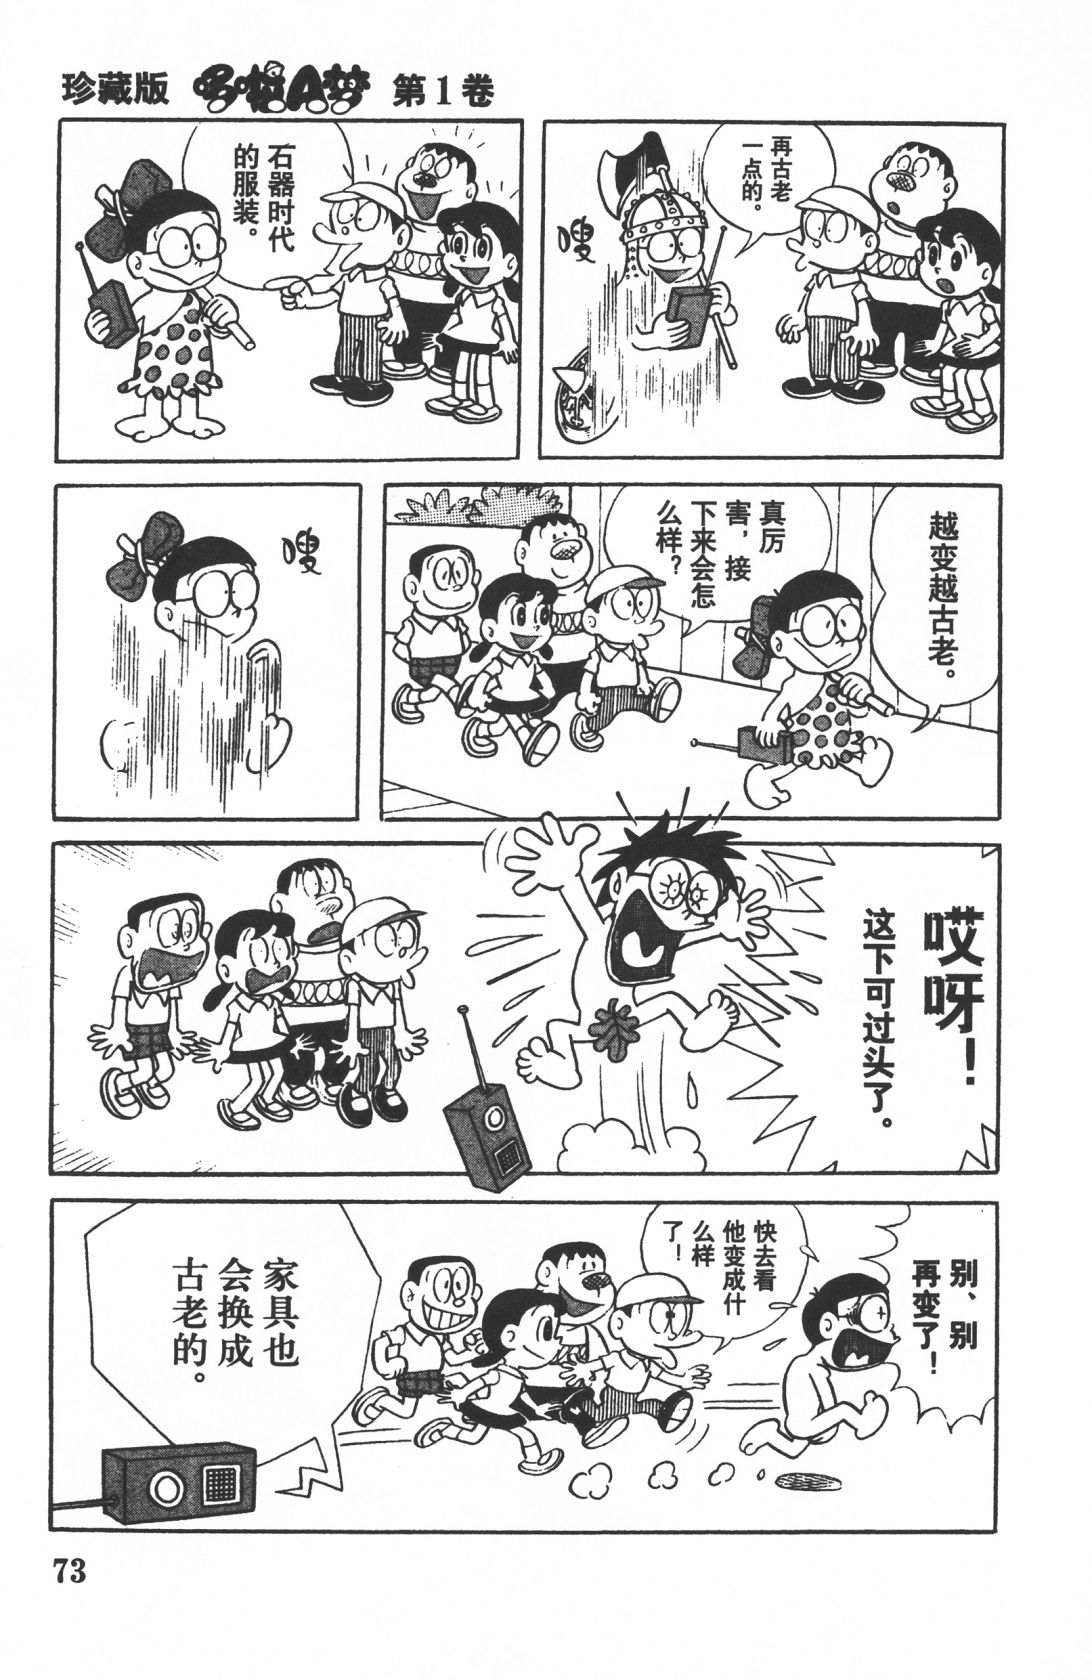 珍藏版 哆啦A梦 第1卷
再古老
一点的。
嗖
石器时代
的服装。
越变越古老。
真厉
害，接
下来会怎
么样？
嗖
哎呀！
这下可过头了。
别、别
再变了！
快去看
他变成什
么样
了！
家具也
会换成
古老的。
73